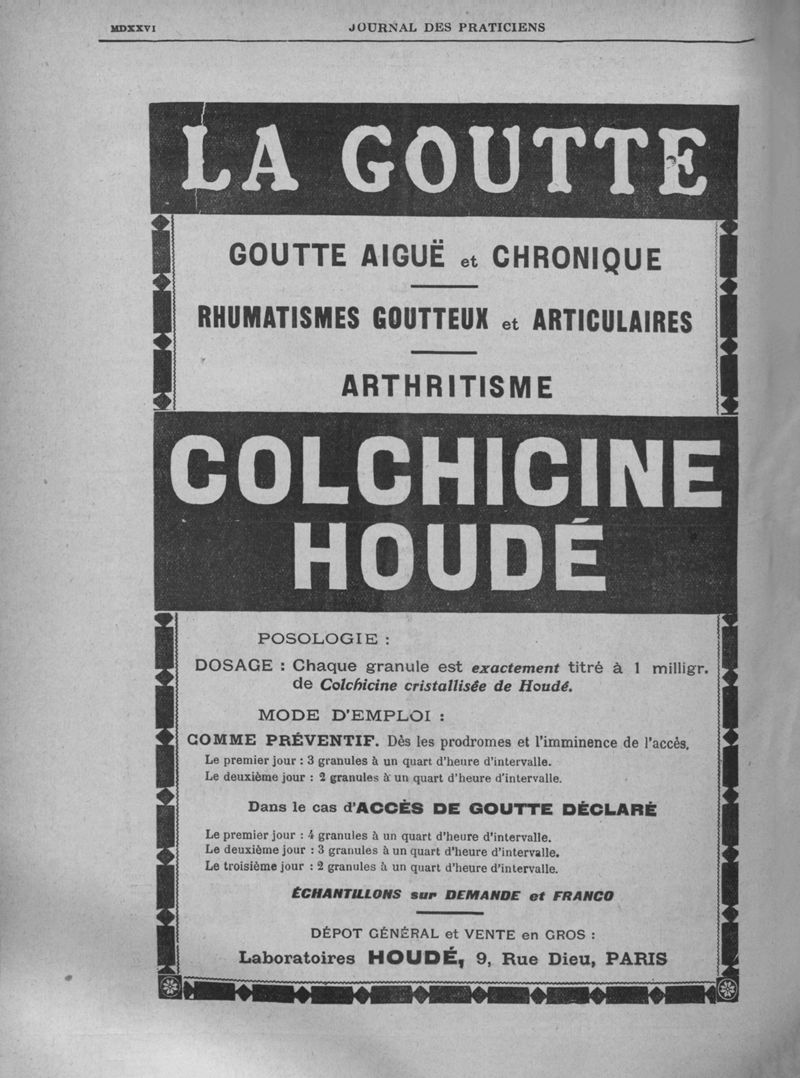 MDXXVI
JOURNAL DES PRATICIENS
LA GOUTTE
GOUTTE AIGUË et CHRONIQUE
RHUMATISMES GOUTTEUX et ARTICULAIRES
ARTHRITISME
COLCHICINE
HOUDÉ
POSOLOGIE :
DOSAGE : Chaque granule est exactement titré à 1 milligr.
de Colchicine cristallisée de Houdé.
MODE D'EMPLOI :
COMME PRÉVENTIF. Dès les prodromes et l'imminence de l'accès.
Le premier jour : 3 granules à un quart d'heure d'intervalle.
Le deuxième jour : 2 granules à un quart d'heure d'intervalle.
Dans le cas d'ACCÈS DE GOUTTE DÉCLARÉ
Le premier jour : 4 granules à un quart d'heure d'intervalle.
Le deuxième jour : 3 granules à un quart d'heure d'intervalle.
Le troisième jour : 2 granules à un quart d'heure d'intervalle.
ÉCHANTILLONS sur DEMANDE et FRANCO
DÉPOT GÉNÉRAL et VENTE en GROS :
Laboratoires HOUDÉ, 9, Rue Dieu, PARIS